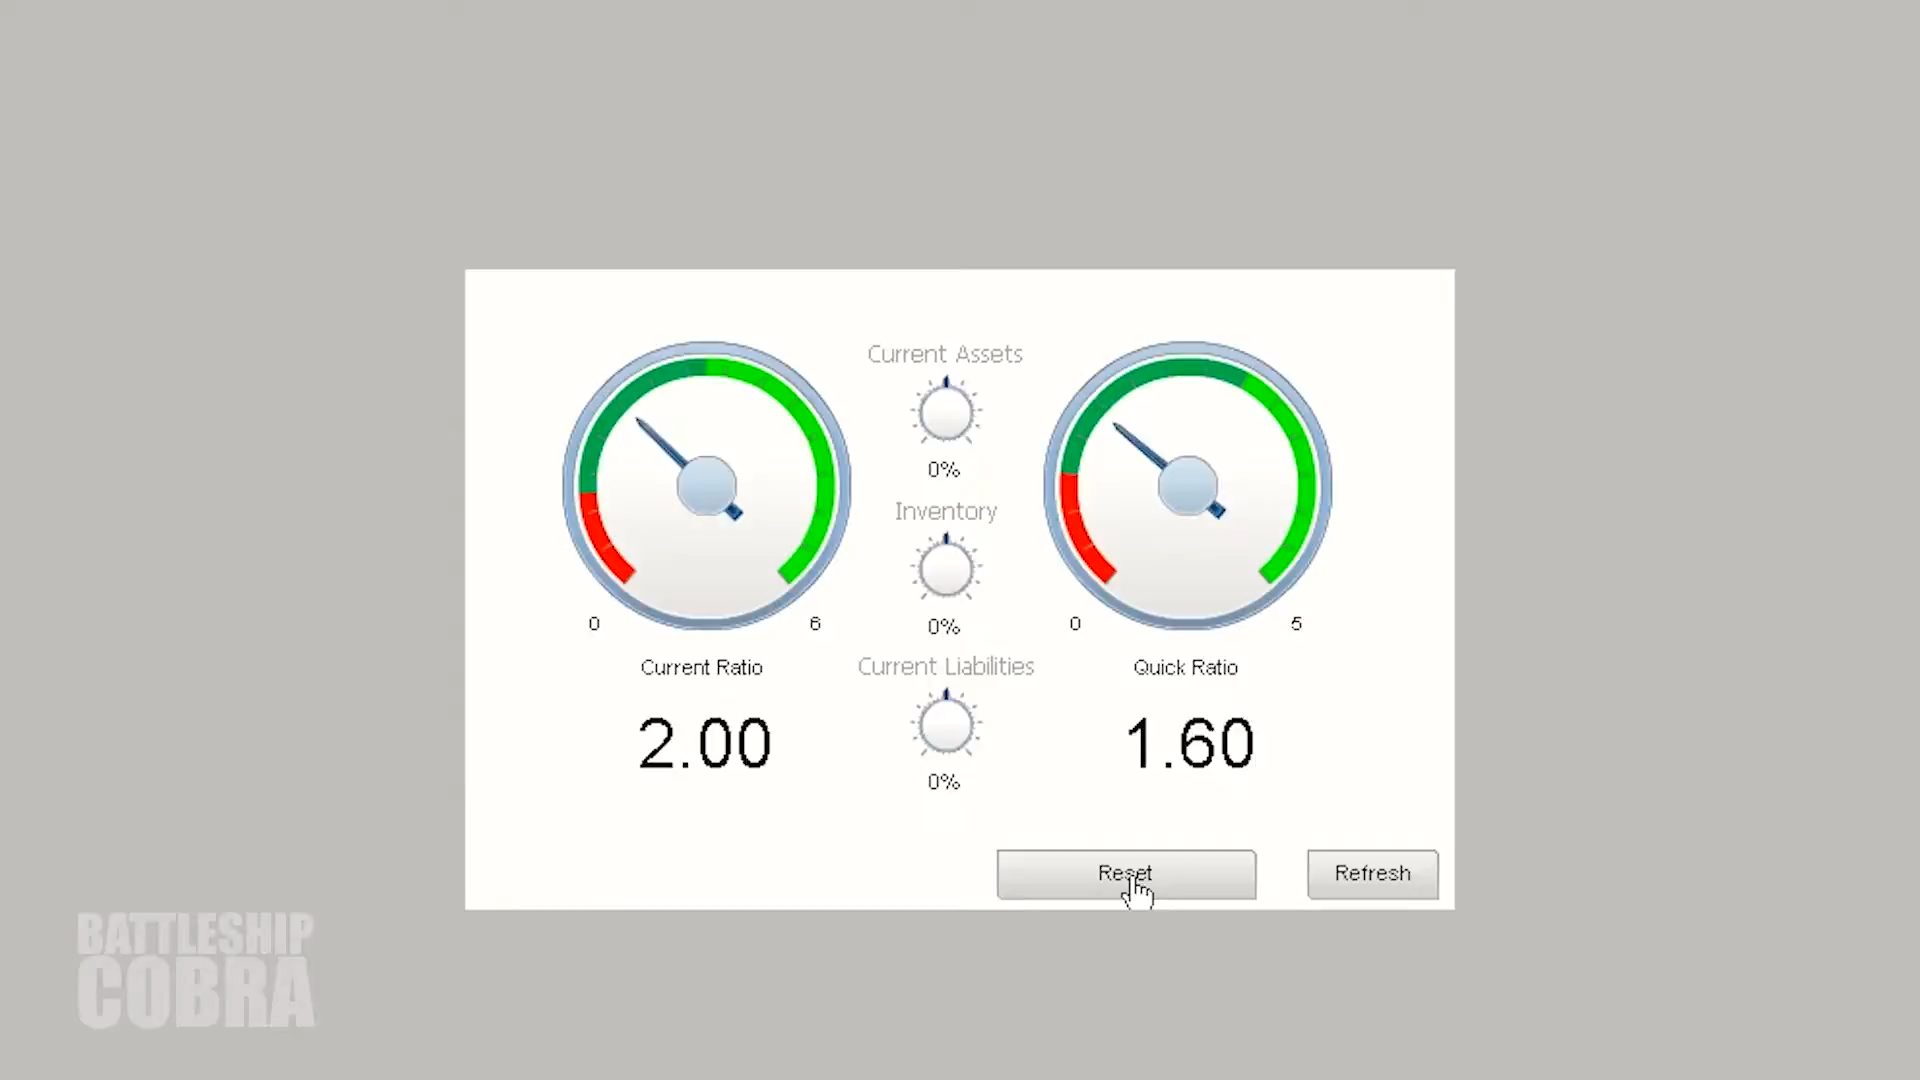 Current Assets
0%
Inventory
0%
0
6
0
5
Current Ratio
Current Liabilities
Quick Ratio
2.00
0%
1.60
Reset
Refresh
BATTLESHIP
COBRA